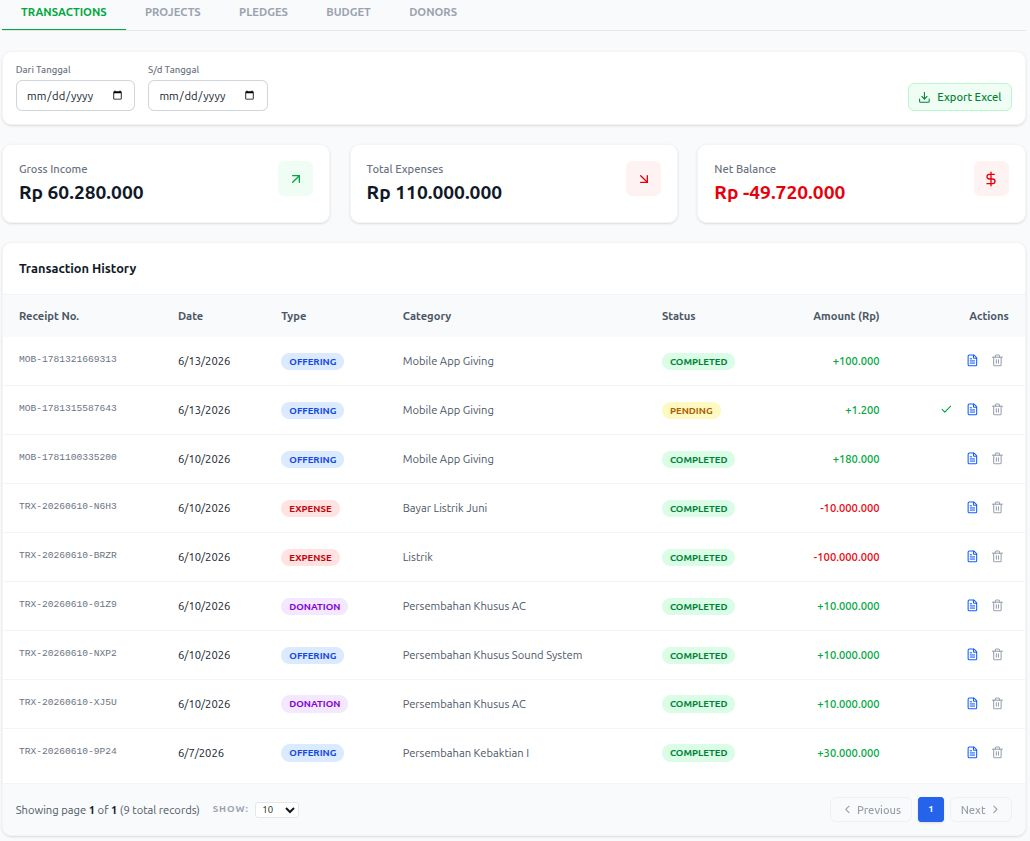 TRANSACTIONS PROJECTS PLEDGES BUDGET DONORS
Dari Tanggal S/d Tanggal
mm/dd/yyyy mm/dd/yyyy Export Excel
Gross Income Total Expenses Net Balance
Rp 60.280.000 Rp 110.000.000 Rp -49.720.000
Transaction History
Receipt No. Date Type Category Status Amount (Rp) Actions
MOB-1781321669313 6/13/2026 OFFERING Mobile App Giving COMPLETED +100.000
MOB-1781315587643 6/13/2026 OFFERING Mobile App Giving PENDING +1.200
MOB-1781100335200 6/10/2026 OFFERING Mobile App Giving COMPLETED +180.000
TRX-20260610-N6H3 6/10/2026 EXPENSE Bayar Listrik Juni COMPLETED -10.000.000
TRX-20260610-BRZR 6/10/2026 EXPENSE Listrik COMPLETED -100.000.000
TRX-20260610-01Z9 6/10/2026 DONATION Persembahan Khusus AC COMPLETED +10.000.000
TRX-20260610-NXP2 6/10/2026 OFFERING Persembahan Khusus Sound System COMPLETED +10.000.000
TRX-20260610-XJ5U 6/10/2026 DONATION Persembahan Khusus AC COMPLETED +10.000.000
TRX-20260610-9P24 6/7/2026 OFFERING Persembahan Kebaktian I COMPLETED +30.000.000
Showing page 1 of 1 (9 total records) SHOW: 10 Previous 1 Next